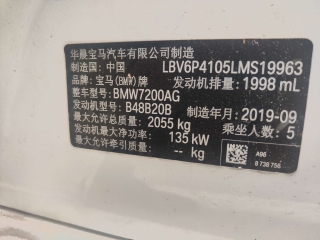 华晨宝马汽车有限公司制造
制造国：中国 LBV6P4105LMS19963
品牌：宝马(BMW)牌 发动机排量：1998 mL
整车型号：BMW7200AG
发动机型号：B48B20B 制造年月：2019-09
最大允许总质量：2055 kg 乘坐人数：5
发动机最大净功率：135 kW
最大允许牵引质量：-- kg
A96
8 738 756